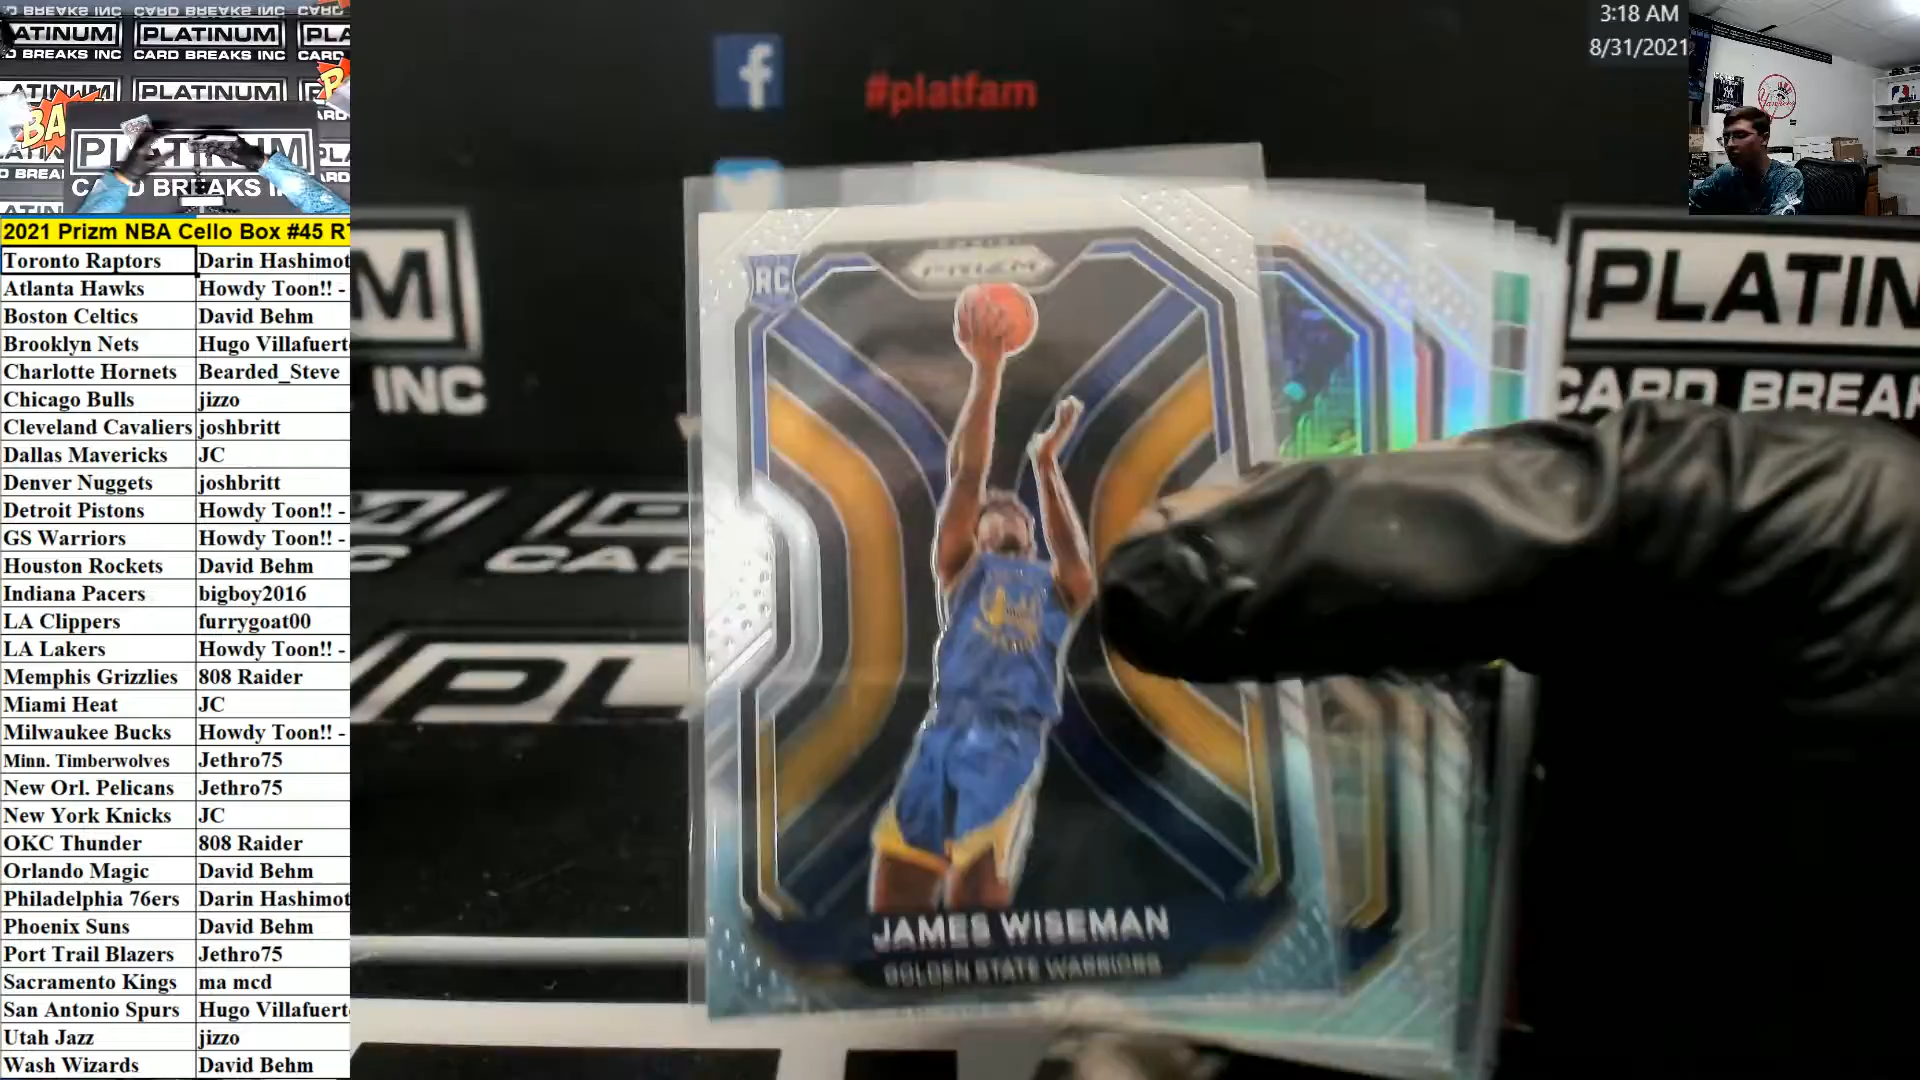 BREAKS INC CARD BREAKS INC CARD
ATINUM PLATINUM PLA
D BREAKS INC CARD BREAKS INC CARD
ATINUM PLATINUM P
BA
PLATINUM
CARD BREAKS
#platfam
3:18 AM
8/31/2021
2021 Prizm NBA Cello Box #45 RT
Toronto Raptors Darin Hashimot
Atlanta Hawks Howdy Toon!! -
Boston Celtics David Behm
Brooklyn Nets Hugo Villafuert
Charlotte Hornets Bearded_Steve
Chicago Bulls jizzo
Cleveland Cavaliers joshbritt
Dallas Mavericks JC
Denver Nuggets joshbritt
Detroit Pistons Howdy Toon!! -
GS Warriors Howdy Toon!! -
Houston Rockets David Behm
Indiana Pacers bigboy2016
LA Clippers furrygoat00
LA Lakers Howdy Toon!! -
Memphis Grizzlies 808 Raider
Miami Heat JC
Milwaukee Bucks Howdy Toon!! -
Minn. Timberwolves Jethro75
New Orl. Pelicans Jethro75
New York Knicks JC
OKC Thunder 808 Raider
Orlando Magic David Behm
Philadelphia 76ers Darin Hashimot
Phoenix Suns David Behm
Port Trail Blazers Jethro75
Sacramento Kings ma mcd
San Antonio Spurs Hugo Villafuert
Utah Jazz jizzo
Wash Wizards David Behm
RC
PRIZM
JAMES WISEMAN
GOLDEN STATE WARRIORS
M
INC
CAR
PL
PLATIN
CARD BREAK